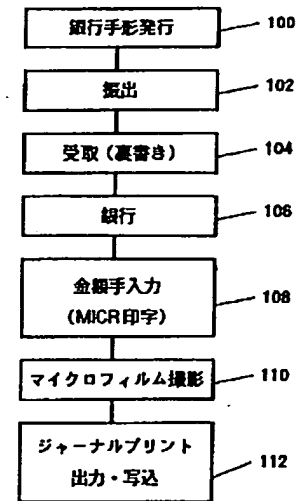 銀行手形発行
100
振出
102
受取（裏書き）
104
銀行
106
金額手入力
（MICR印字）
108
マイクロフィルム撮影
110
ジャーナルプリント
出力・写込
112